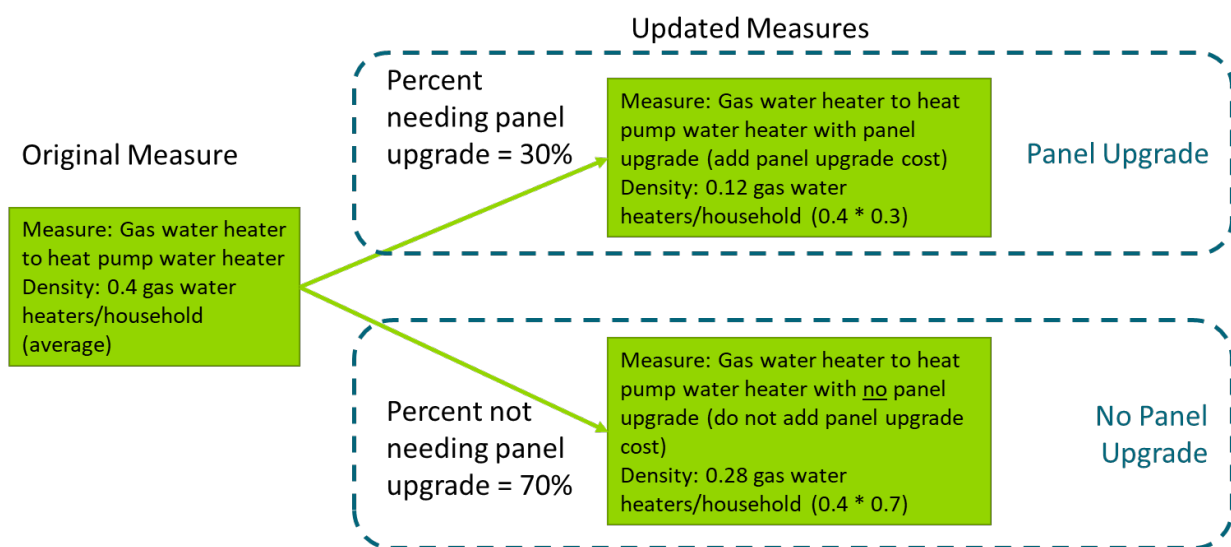 Updated Measures
Original Measure
Measure: Gas water heater
to heat pump water heater
Density: 0.4 gas water
heaters/household
(average)
Percent
needing panel
upgrade = 30%
Measure: Gas water heater to heat
pump water heater with panel
upgrade (add panel upgrade cost)
Density: 0.12 gas water
heaters/household (0.4 * 0.3)
Panel Upgrade
Percent not
needing panel
upgrade = 70%
Measure: Gas water heater to heat
pump water heater with no panel
upgrade (do not add panel upgrade
cost)
Density: 0.28 gas water
heaters/household (0.4 * 0.7)
No Panel
Upgrade